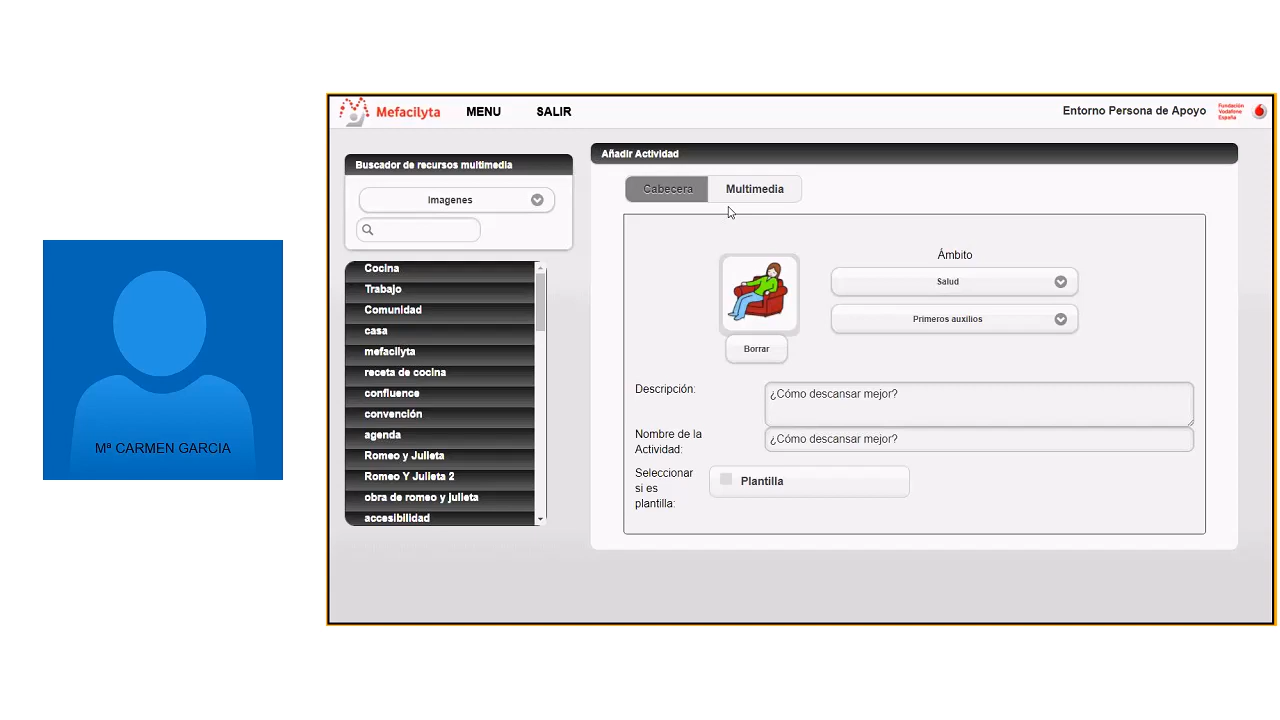 Mefacilyta MENU SALIR
Entorno Persona de Apoyo
Fundación
Vodafone
España
Buscador de recursos multimedia
Imagenes
Cocina
Trabajo
Comunidad
casa
mefacilyta
receta de cocina
confluence
convención
agenda
Romeo y Julieta
Romeo Y Julieta 2
obra de romeo y julieta
accesibilidad
Añadir Actividad
Cabecera Multimedia
Ámbito
Salud
Primeros auxilios
Borrar
Descripción: ¿Cómo descansar mejor?
Nombre de la
Actividad: ¿Cómo descansar mejor?
Seleccionar
si es
plantilla: Plantilla
Mª CARMEN GARCIA